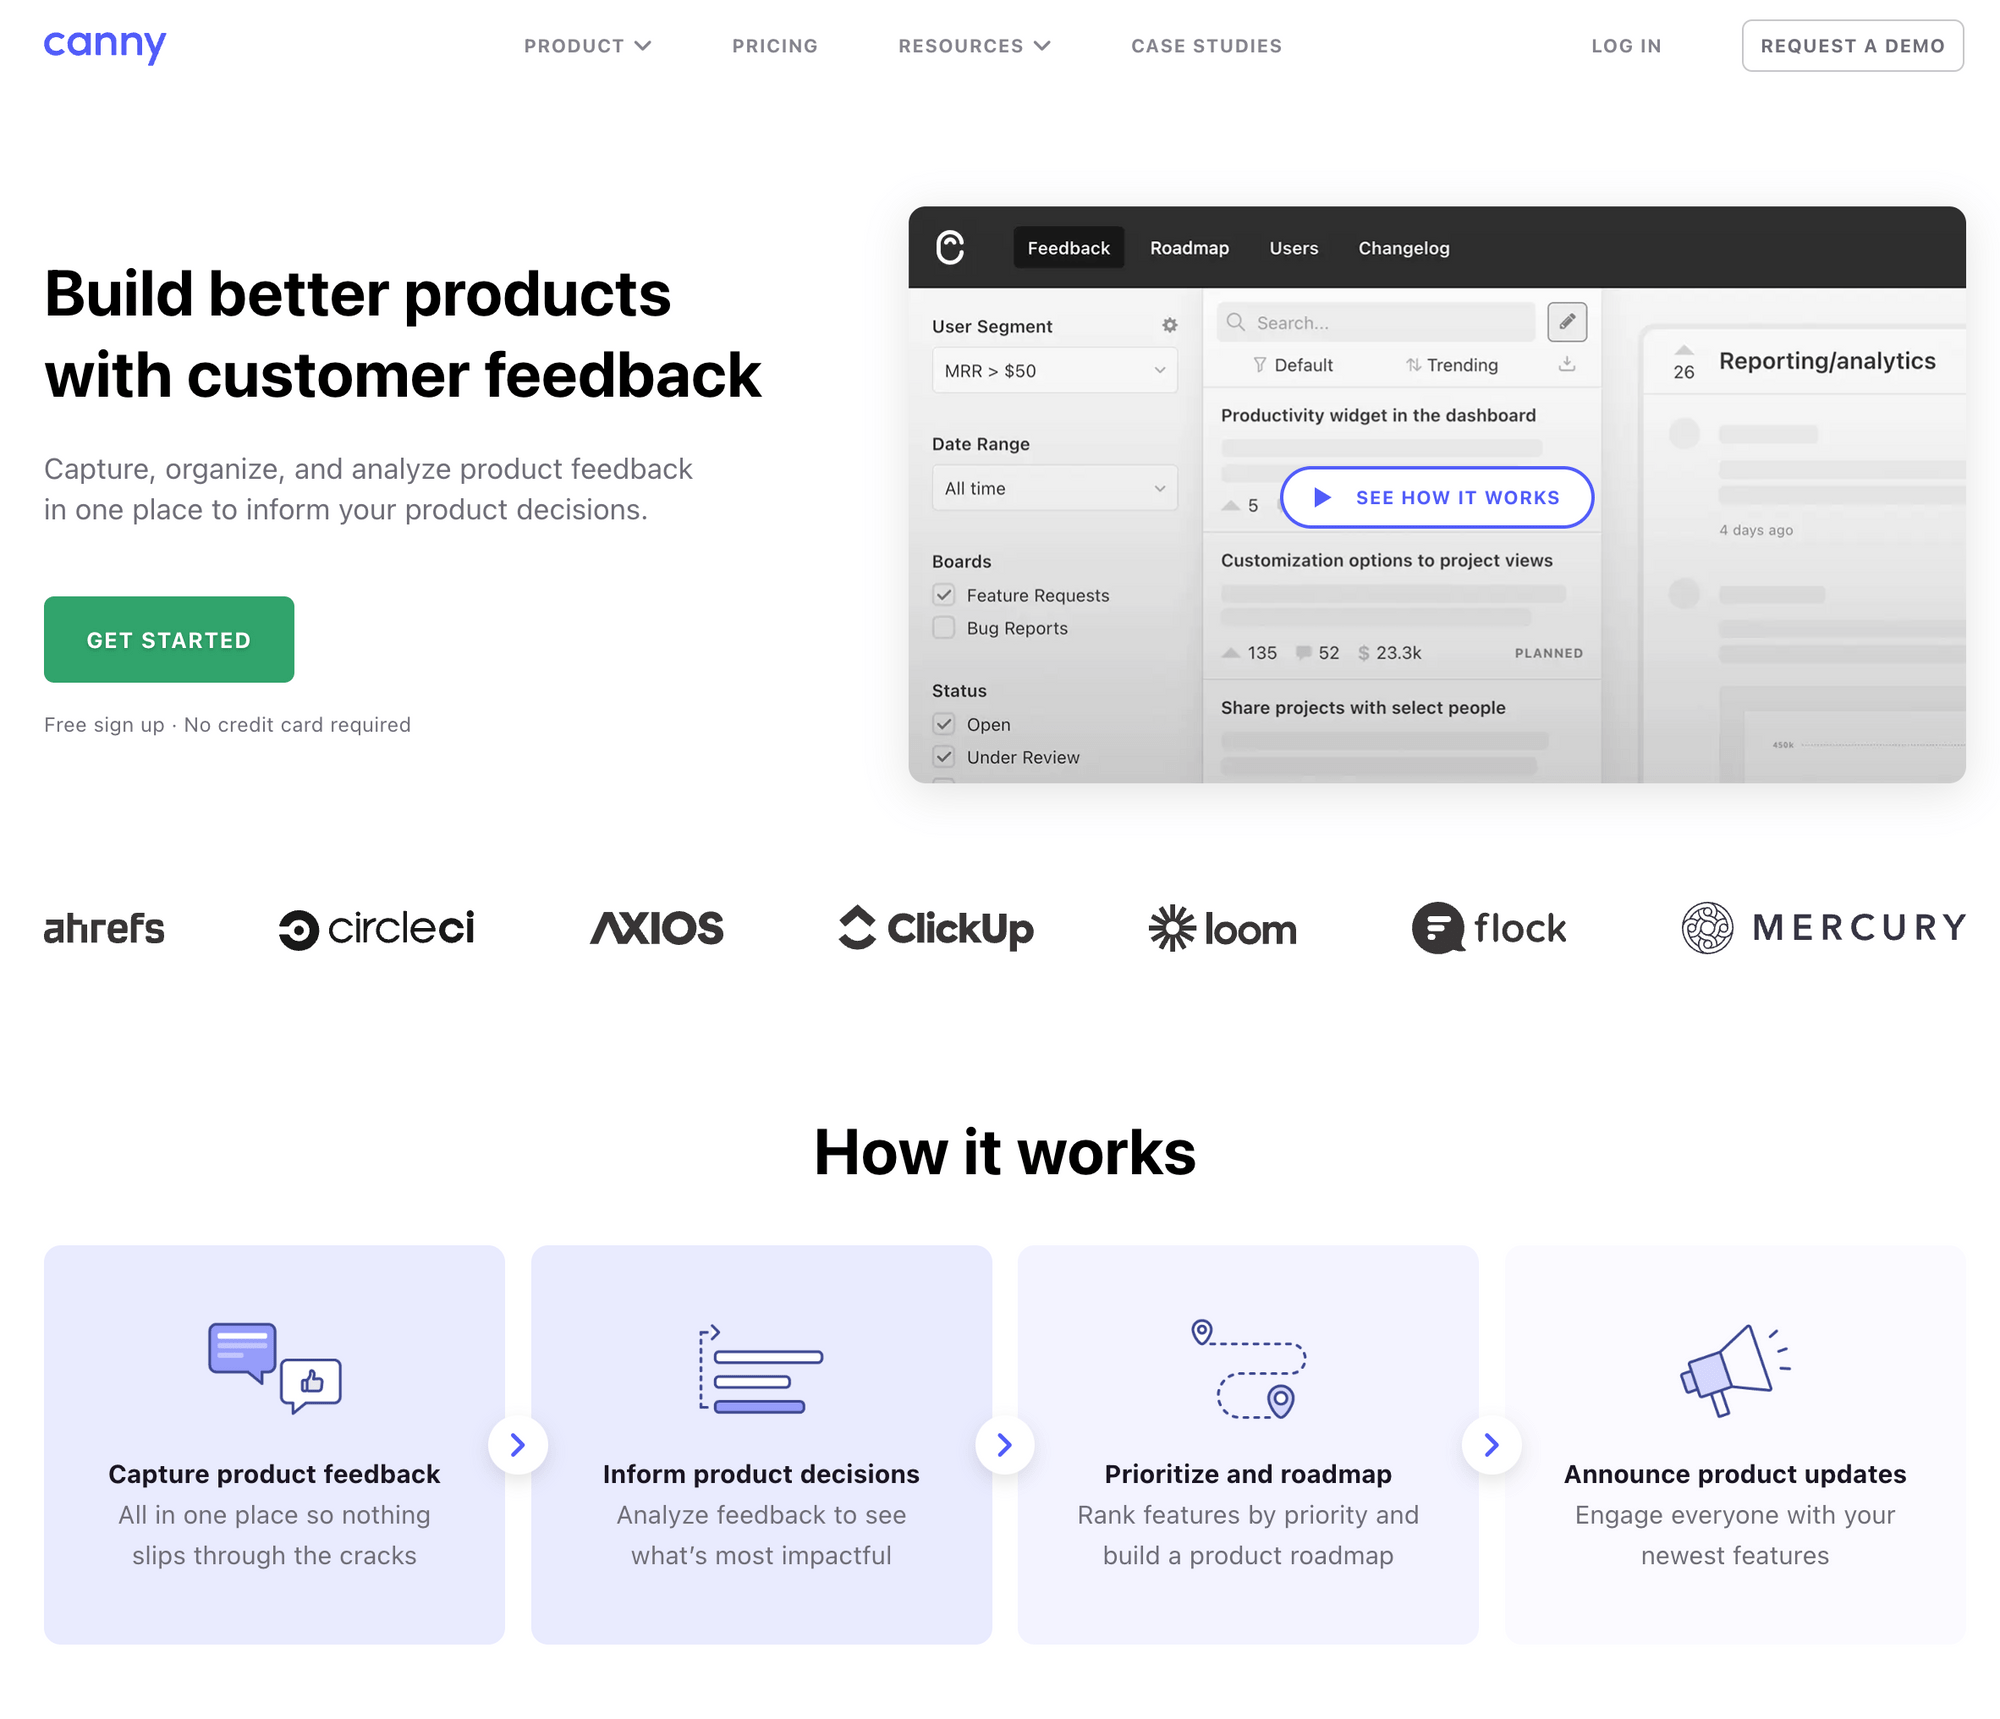 canny
PRODUCT
PRICING
RESOURCES
CASE STUDIES
LOG IN
REQUEST A DEMO
Build better products
with customer feedback
Capture, organize, and analyze product feedback
in one place to inform your product decisions.
GET STARTED
Free sign up · No credit card required
Feedback
Roadmap
Users
Changelog
User Segment
MRR > $50
Date Range
All time
Boards
Feature Requests
Bug Reports
Status
Open
Under Review
Search...
Default
Trending
Productivity widget in the dashboard
5
SEE HOW IT WORKS
Customization options to project views
135
52
$ 23.3k
PLANNED
Share projects with select people
26
Reporting/analytics
4 days ago
450k
ahrefs
circleci
AXIOS
ClickUp
loom
flock
MERCURY
How it works
Capture product feedback
All in one place so nothing
slips through the cracks
Inform product decisions
Analyze feedback to see
what’s most impactful
Prioritize and roadmap
Rank features by priority and
build a product roadmap
Announce product updates
Engage everyone with your
newest features